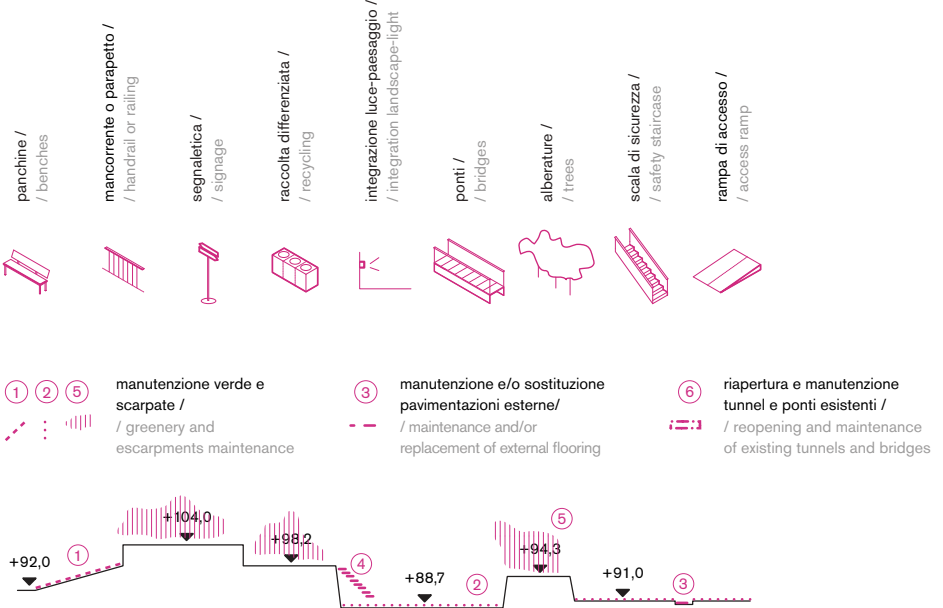 panchine /
/ benches
mancorrente o parapetto /
/ handrail or railing
segnaletica /
/ signage
raccolta differenziata /
/ recycling
integrazione luce-paesaggio /
/ integration landscape-light
ponti /
/ bridges
alberature /
/ trees
scala di sicurezza /
/ safety staircase
rampa di accesso /
/ access ramp
1 2 5
manutenzione verde e
scarpate /
/ greenery and
escarpments maintenance
3
manutenzione e/o sostituzione
pavimentazioni esterne/
/ maintenance and/or
replacement of external flooring
6
riapertura e manutenzione
tunnel e ponti esistenti /
/ reopening and maintenance
of existing tunnels and bridges
+92,0
1
+104,0
+98,2
4
+88,7
2
+94,3
5
+91,0
3